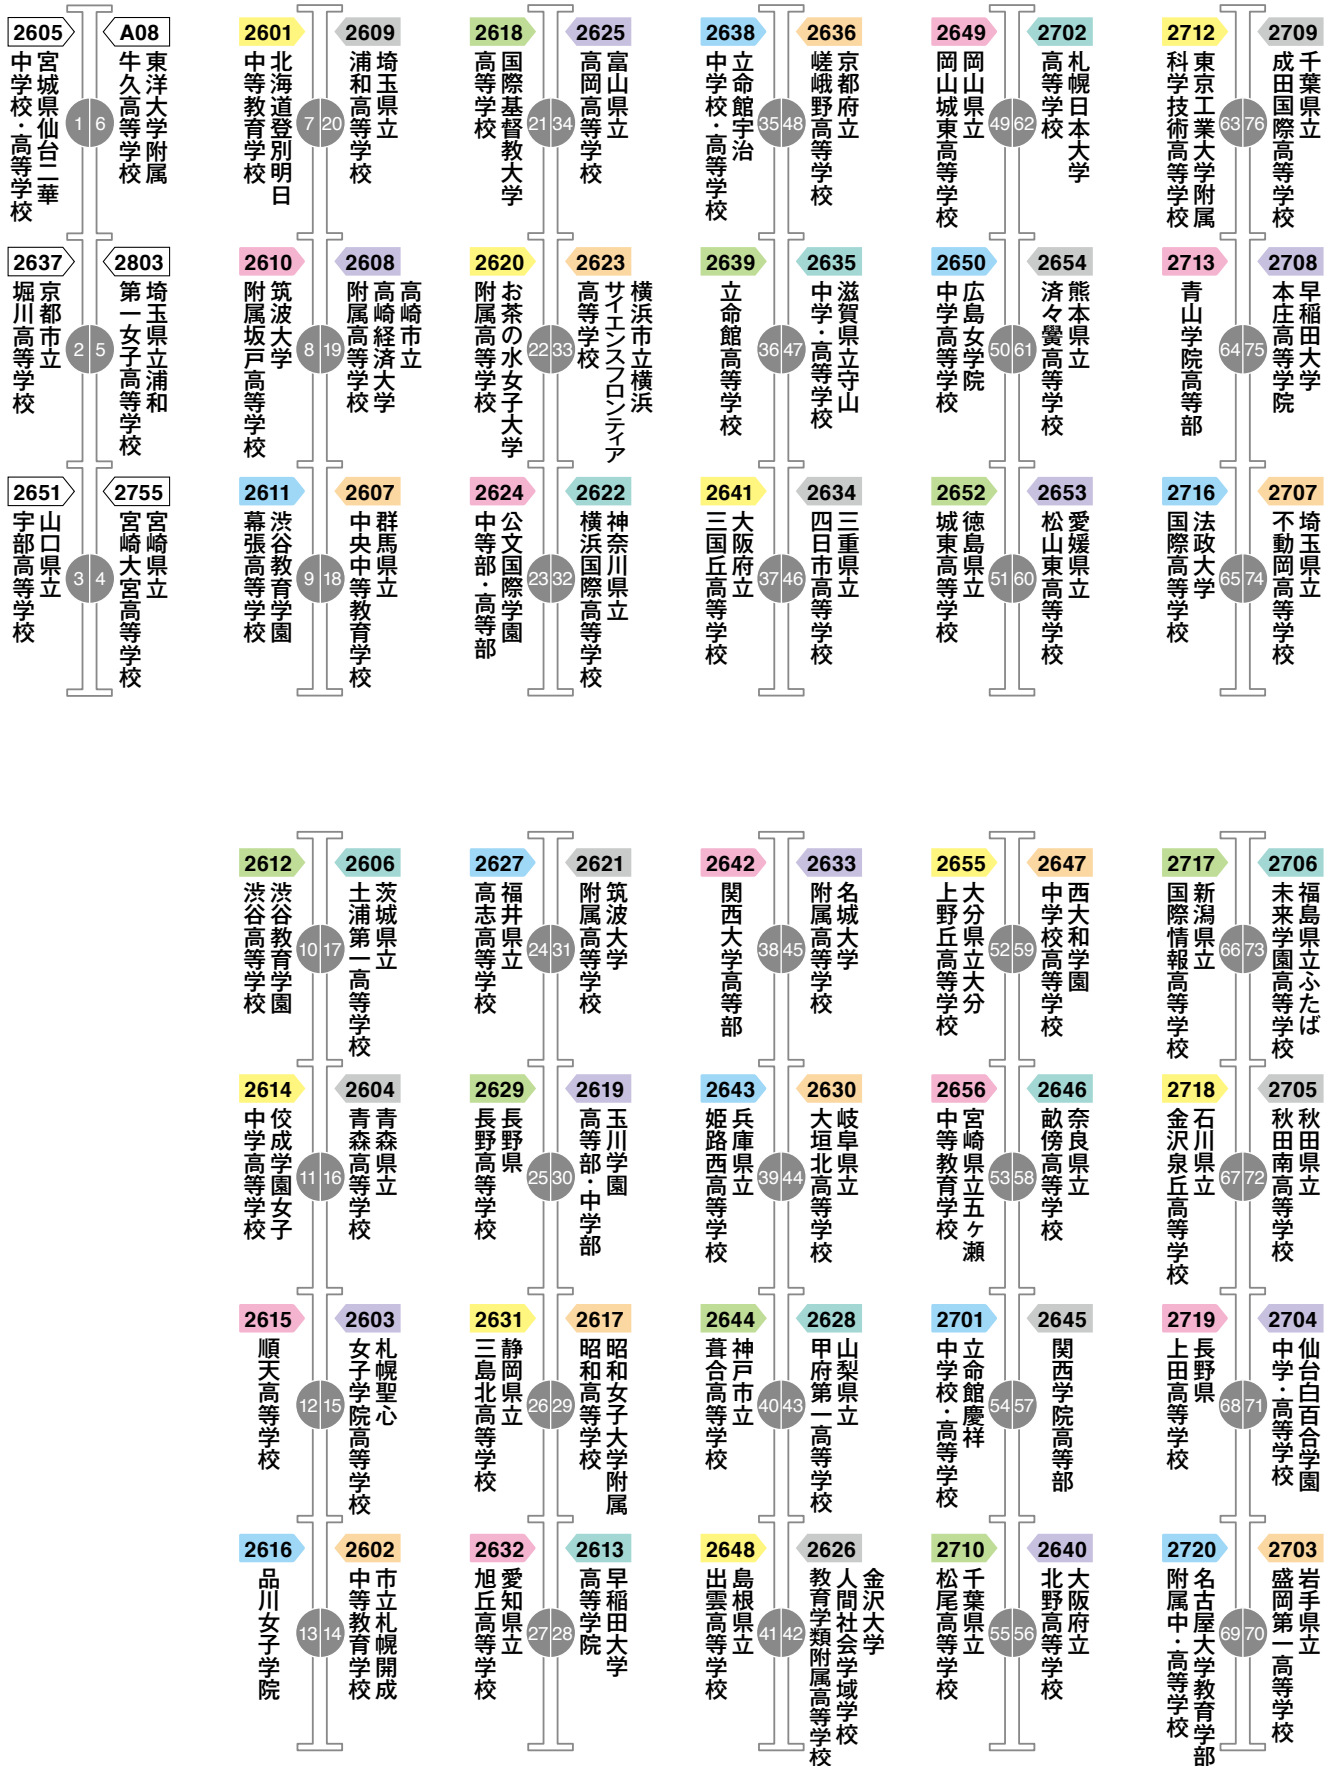 2605
宮城県仙台二華
中学校・高等学校
1
6
A08
東洋大学附属
牛久高等学校
2637
京都市立
堀川高等学校
2
5
2803
埼玉県立浦和
第一女子高等学校
2651
山口県立
宇部高等学校
3
4
2755
宮崎県立
宮崎大宮高等学校
2601
北海道登別明日
中等教育学校
7
20
2609
埼玉県立
浦和高等学校
2610
筑波大学
附属坂戸高等学校
8
19
2608
高崎市立
高崎経済大学
附属高等学校
2611
渋谷教育学園
幕張高等学校
9
18
2607
群馬県立
中央中等教育学校
2612
渋谷教育学園
渋谷高等学校
10
17
2606
茨城県立
土浦第一高等学校
2614
佼成学園女子
中学高等学校
11
16
2604
青森県立
青森高等学校
2615
順天高等学校
12
15
2603
札幌聖心
女子学院高等学校
2616
品川女子学院
13
14
2602
市立札幌開成
中等教育学校
2618
国際基督教大学
高等学校
21
34
2625
富山県立
高岡高等学校
2620
お茶の水女子大学
附属高等学校
22
33
2623
横浜市立横浜
サイエンスフロンティア
高等学校
2624
公文国際学園
中等部・高等部
23
32
2622
神奈川県立
横浜国際高等学校
2627
福井県立
高志高等学校
24
31
2621
筑波大学
附属高等学校
2629
長野県
長野高等学校
25
30
2619
玉川学園
高等部・中学部
2631
静岡県立
三島北高等学校
26
29
2617
昭和女子大学附属
昭和高等学校
2632
愛知県立
旭丘高等学校
27
28
2613
早稲田大学
高等学院
2638
立命館宇治
中学校・高等学校
35
48
2636
京都府立
嵯峨野高等学校
2639
立命館高等学校
36
47
2635
滋賀県立守山
中学・高等学校
2641
大阪府立
三国丘高等学校
37
46
2634
三重県立
四日市高等学校
2642
関西大学高等部
38
45
2633
名城大学
附属高等学校
2643
兵庫県立
姫路西高等学校
39
44
2630
岐阜県立
大垣北高等学校
2644
神戸市立
葺合高等学校
40
43
2628
山梨県立
甲府第一高等学校
2648
島根県立
出雲高等学校
41
42
2626
金沢大学
人間社会学域学校
教育学類附属高等学校
2649
岡山県立
岡山城東高等学校
49
62
2702
札幌日本大学
高等学校
2650
広島女学院
中学高等学校
50
61
2654
熊本県立
済々黌高等学校
2652
徳島県立
城東高等学校
51
60
2653
愛媛県立
松山東高等学校
2655
大分県立大分
上野丘高等学校
52
59
2647
西大和学園
中学校高等学校
2656
宮崎県立五ヶ瀬
中等教育学校
53
58
2646
奈良県立
畝傍高等学校
2701
立命館慶祥
中学校・高等学校
54
57
2645
関西学院高等部
2710
千葉県立
松尾高等学校
55
56
2640
大阪府立
北野高等学校
2712
東京工業大学附属
科学技術高等学校
63
76
2709
千葉県立
成田国際高等学校
2713
青山学院高等部
64
75
2708
早稲田大学
本庄高等学院
2716
法政大学
国際高等学校
65
74
2707
埼玉県立
不動岡高等学校
2717
新潟県立
国際情報高等学校
66
73
2706
福島県立ふたば
未来学園高等学校
2718
石川県立
金沢泉丘高等学校
67
72
2705
秋田県立
秋田南高等学校
2719
長野県
上田高等学校
68
71
2704
仙台白百合学園
中学・高等学校
2720
名古屋大学教育学部
附属中・高等学校
69
70
2703
岩手県立
盛岡第一高等学校